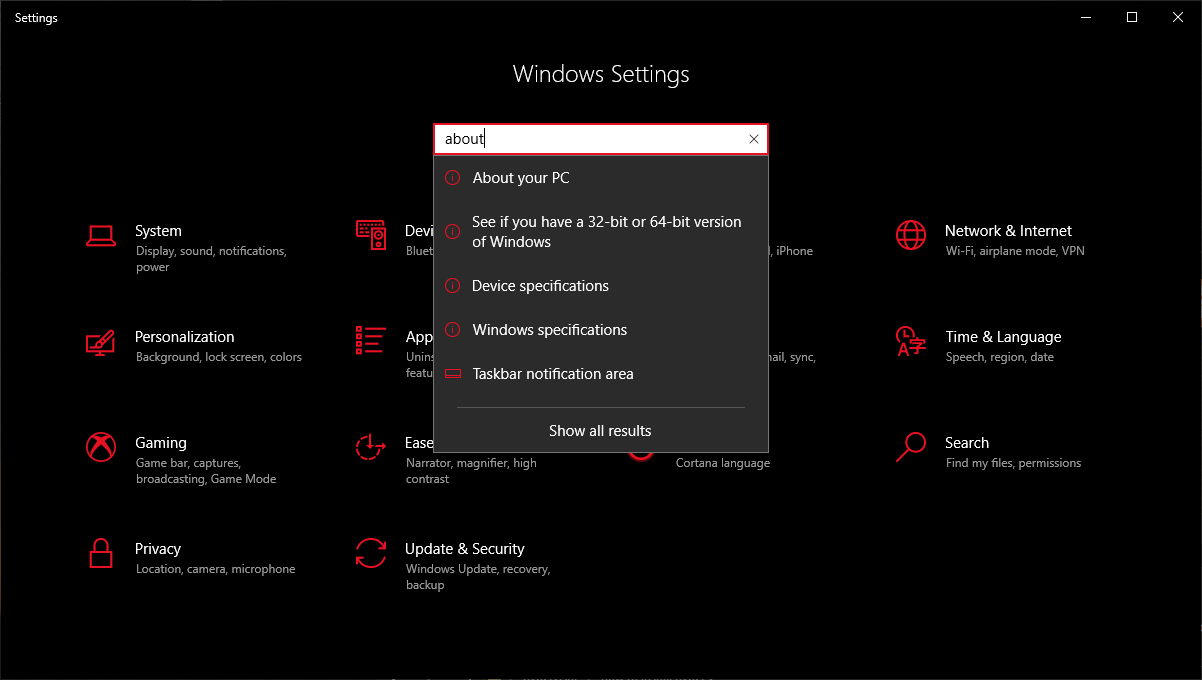 Settings
Windows Settings
about
About your PC
See if you have a 32-bit or 64-bit version
of Windows
Device specifications
Windows specifications
Taskbar notification area
Show all results
System
Display, sound, notifications,
power
Devi
Bluet
, iPhone
Network & Internet
Wi-Fi, airplane mode, VPN
Personalization
Background, lock screen, colors
App
Unins
featu
ail, sync,
Time & Language
Speech, region, date
Gaming
Game bar, captures,
broadcasting, Game Mode
Ease
Narrator, magnifier, high
contrast
Cortana language
Search
Find my files, permissions
Privacy
Location, camera, microphone
Update & Security
Windows Update, recovery,
backup